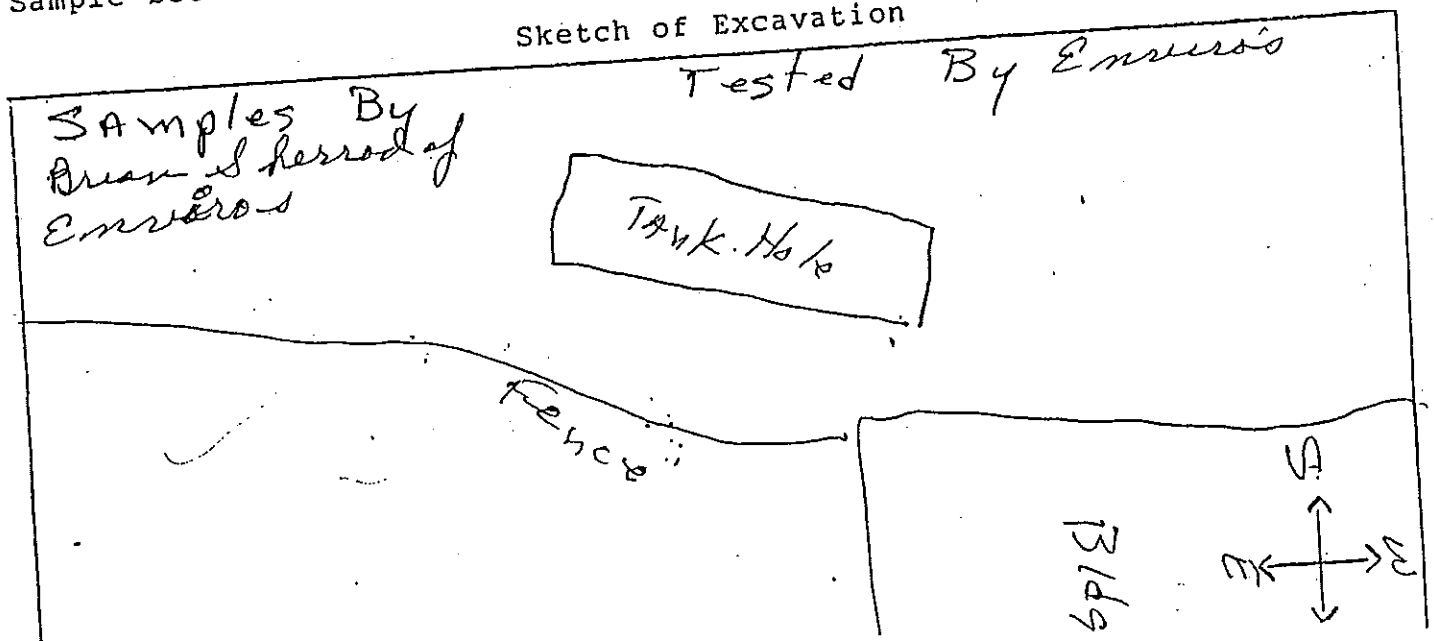 Sketch of Excavation
Samples By
Tested By Enviros
Brian Sherrod of
Enviros
Tank Hole
Fence
Bldg
S
E
W